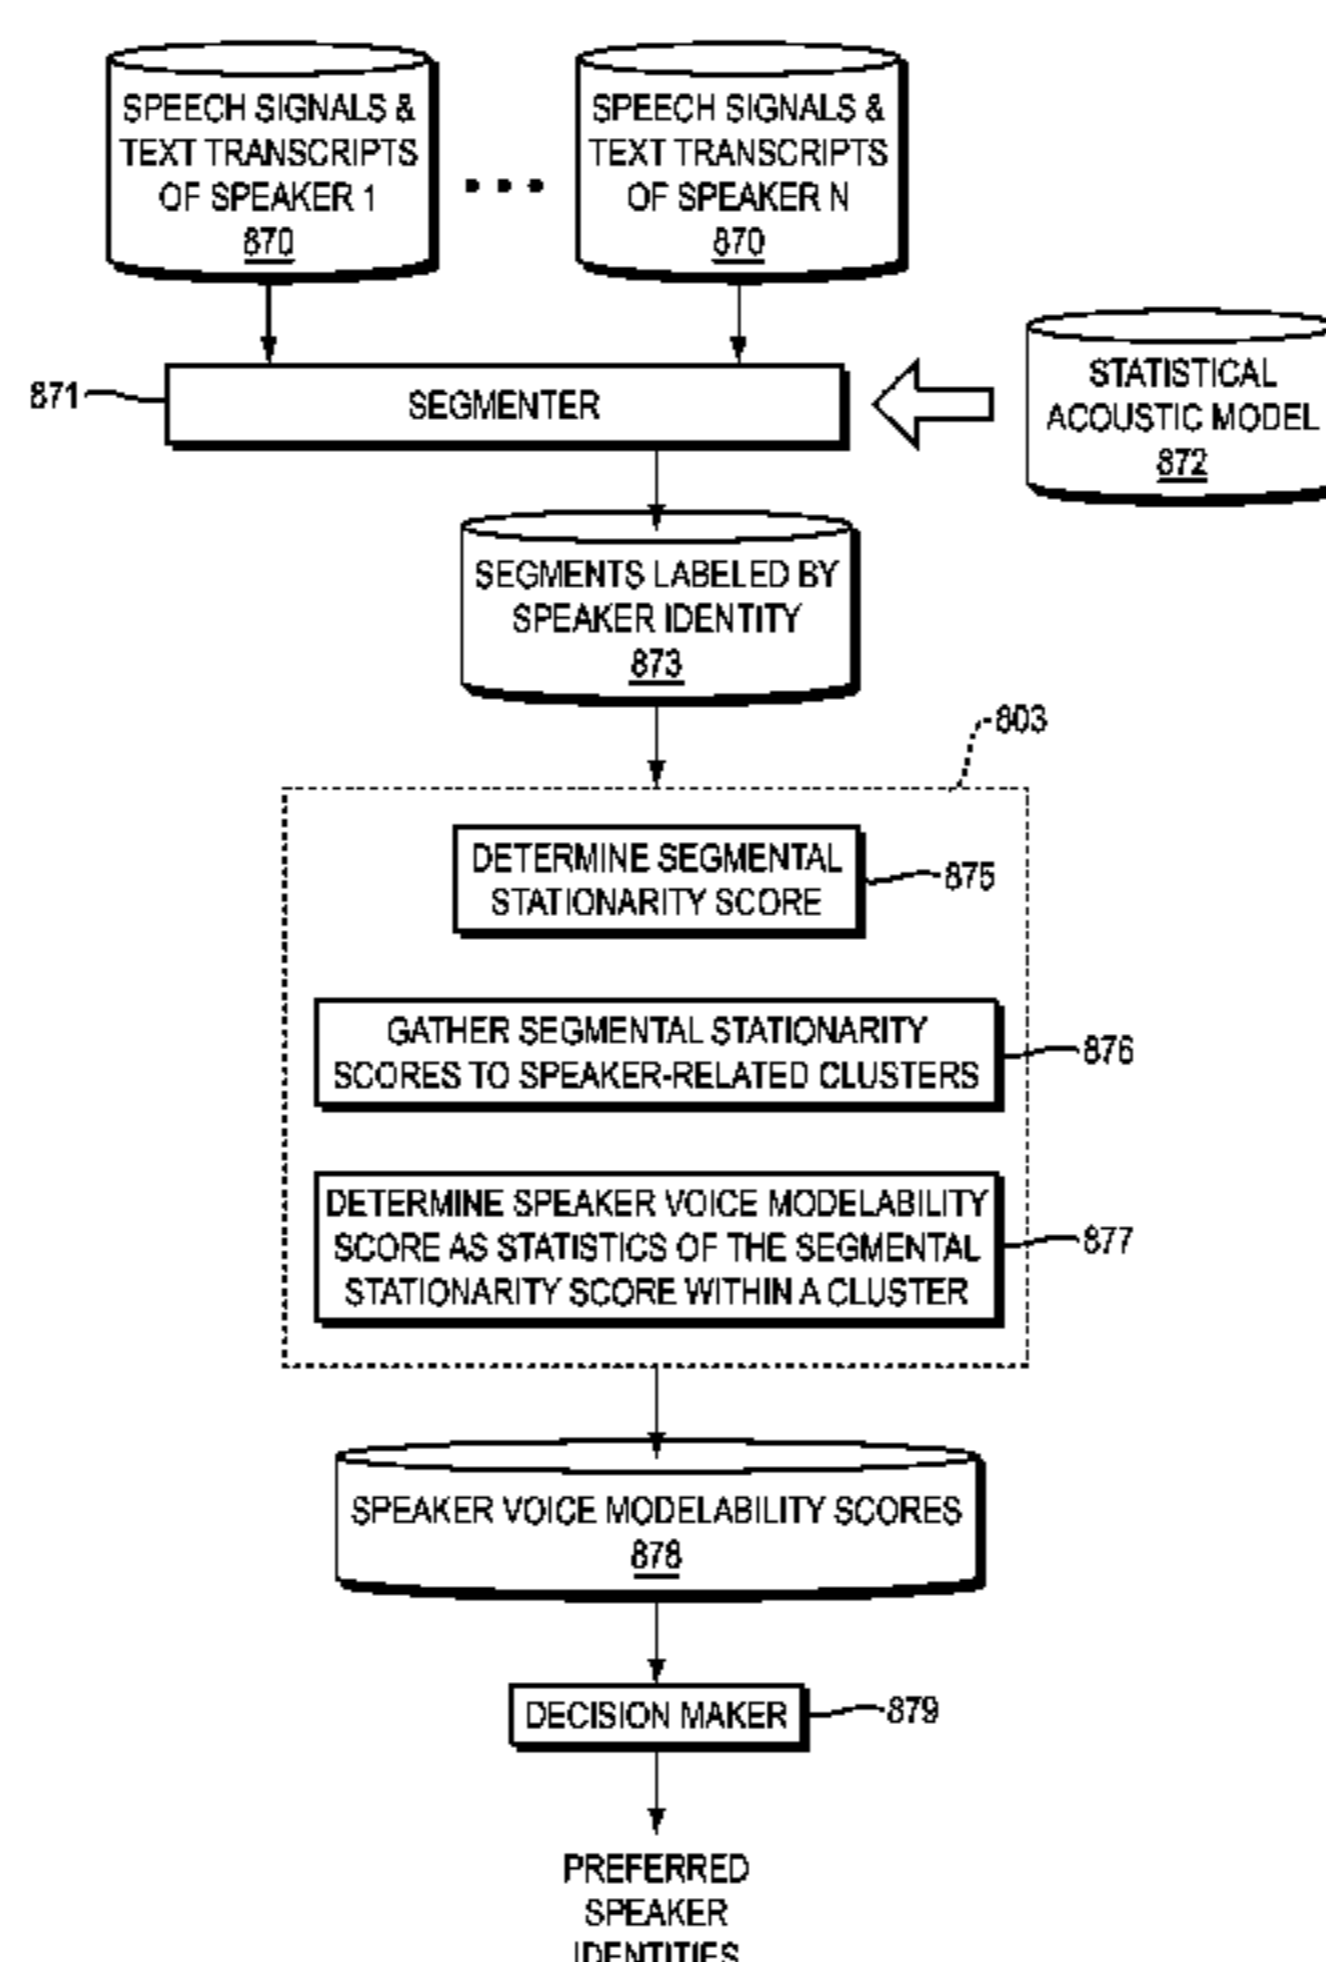 SPEECH SIGNALS &
TEXT TRANSCRIPTS
OF SPEAKER 1
870
SPEECH SIGNALS &
TEXT TRANSCRIPTS
OF SPEAKER N
870
STATISTICAL
ACOUSTIC MODEL
872
871
SEGMENTER
SEGMENTS LABELED BY
SPEAKER IDENTITY
873
803
DETERMINE SEGMENTAL
STATIONARITY SCORE
875
GATHER SEGMENTAL STATIONARITY
SCORES TO SPEAKER-RELATED CLUSTERS
876
DETERMINE SPEAKER VOICE MODELABILITY
SCORE AS STATISTICS OF THE SEGMENTAL
STATIONARITY SCORE WITHIN A CLUSTER
877
SPEAKER VOICE MODELABILITY SCORES
878
DECISION MAKER
879
PREFERRED
SPEAKER
IDENTITIES